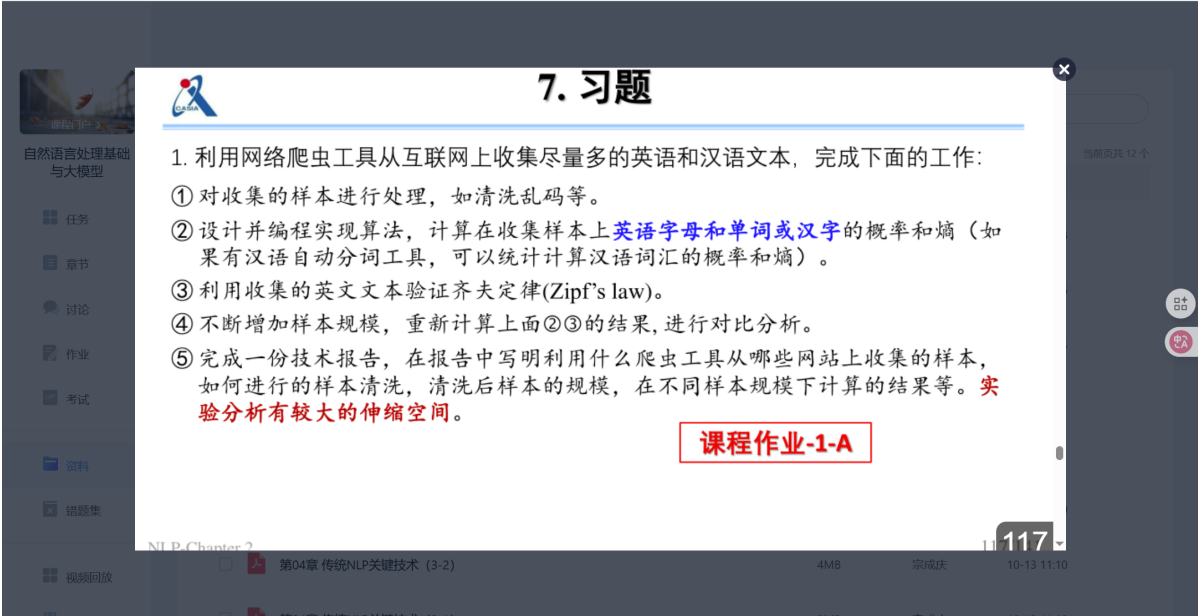 7. 习题
CASIA
1. 利用网络爬虫工具从互联网上收集尽量多的英语和汉语文本，完成下面的工作：
① 对收集的样本进行处理，如清洗乱码等。
② 设计并编程实现算法，计算在收集样本上英语字母和单词或汉字的概率和熵（如
果有汉语自动分词工具，可以统计计算汉语词汇的概率和熵）。
③ 利用收集的英文文本验证齐夫定律(Zipf's law)。
④ 不断增加样本规模，重新计算上面②③的结果,进行对比分析。
⑤ 完成一份技术报告，在报告中写明利用什么爬虫工具从哪些网站上收集的样本，
如何进行的样本清洗，清洗后样本的规模，在不同样本规模下计算的结果等。实
验分析有较大的伸缩空间。
课程作业-1-A
NLP-Chapter 2
117
课程门户
自然语言处理基础
与大模型
任务
章节
讨论
作业
考试
资料
错题集
视频回放
当前页共 12 个
第04章 传统NLP关键技术（3-2）
4MB
宗成庆
10-13 11:10